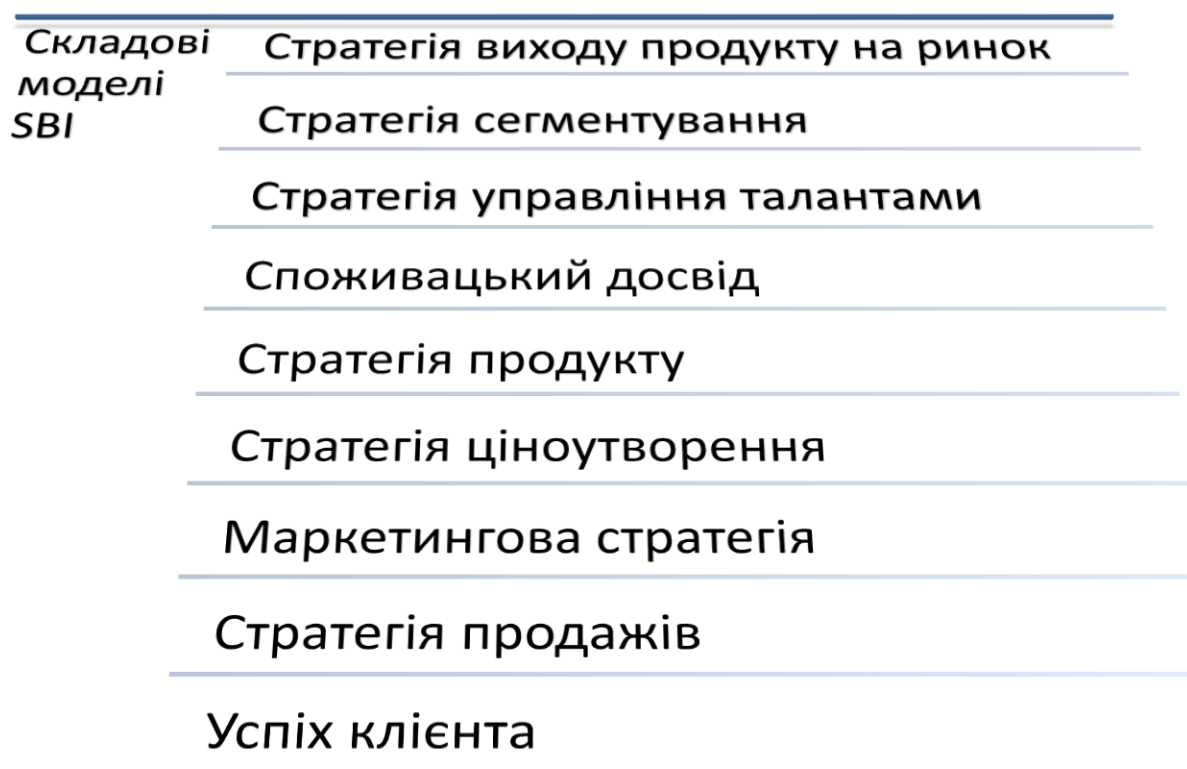 Складові
моделі
SBI
Стратегія виходу продукту на ринок
Стратегія сегментування
Стратегія управління талантами
Споживацький досвід
Стратегія продукту
Стратегія ціноутворення
Маркетингова стратегія
Стратегія продажів
Успіх клієнта